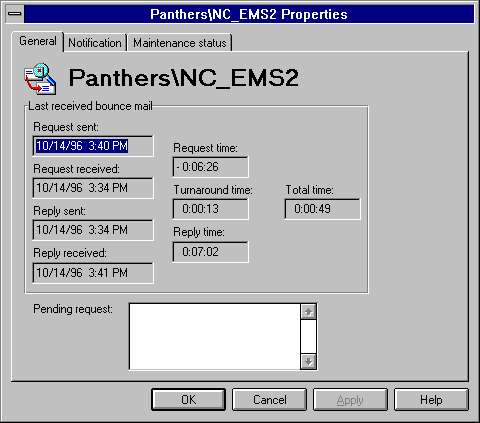 Panthers\NC_EMS2 Properties
General Notification Maintenance status
Panthers\NC_EMS2
Last received bounce mail
Request sent:
10/14/96 3:40 PM
Request received:
10/14/96 3:34 PM
Reply sent:
10/14/96 3:34 PM
Reply received:
10/14/96 3:41 PM
Request time:
- 0:06:26
Turnaround time:
0:00:13
Reply time:
0:07:02
Total time:
0:00:49
Pending request:
OK Cancel Apply Help